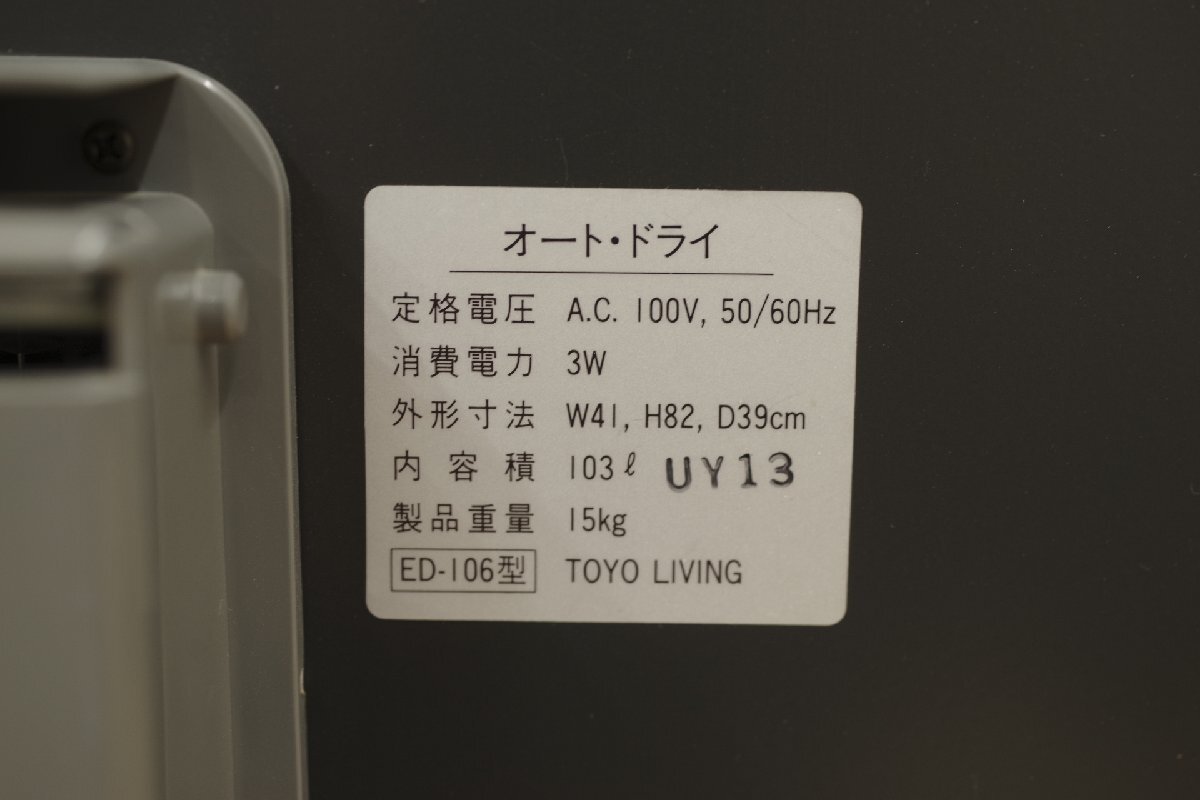 オート・ドライ
定格電圧 A.C. 100V, 50/60Hz
消費電力 3W
外形寸法 W41, H82, D39cm
内容積 103ℓ UY13
製品重量 15kg
ED-106型 TOYO LIVING